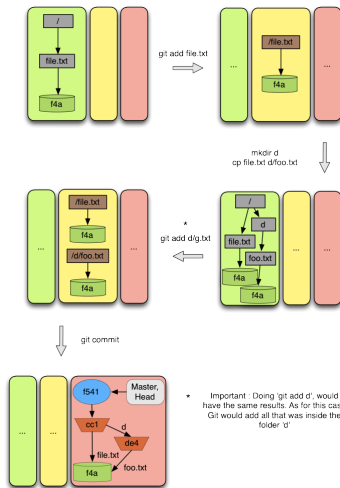 /
file.txt
f4a
git add file.txt
...
/file.txt
f4a
...
mkdir d
cp file.txt d/foo.txt
/
d
file.txt
foo.txt
f4a
f4a
*
git add d/g.txt
...
/file.txt
f4a
/d/foo.txt
f4a
...
git commit
...
...
f541
Master,
Head
cc1
d
de4
file.txt
foo.txt
f4a
*
Important : Doing 'git add d', would
have the same results. As for this cas
Git would add all that was inside the
folder 'd'